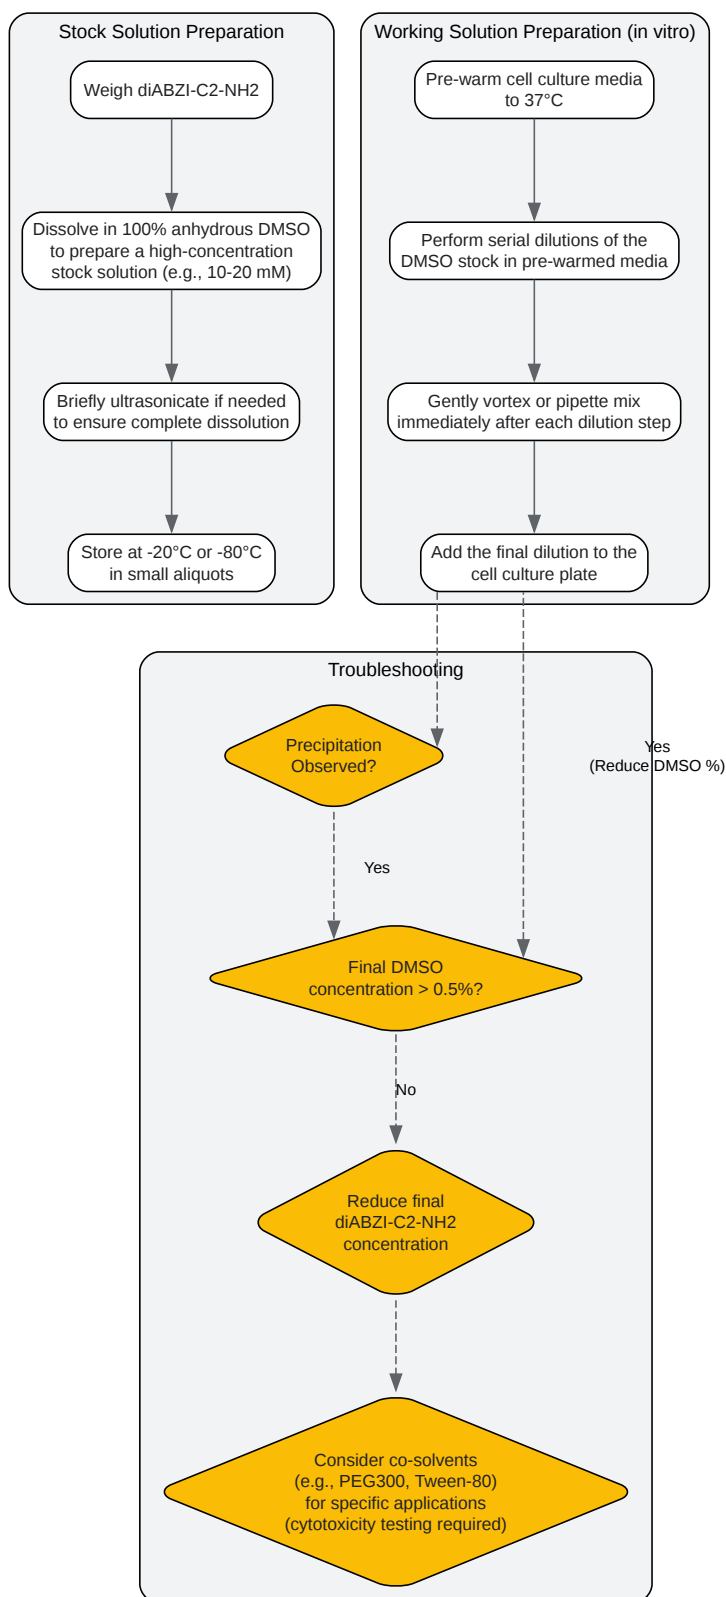 Stock Solution Preparation
Weigh diABZI-C2-NH2
Dissolve in 100% anhydrous DMSO
to prepare a high-concentration
stock solution (e.g., 10-20 mM)
Briefly ultrasonicate if needed
to ensure complete dissolution
Store at -20°C or -80°C
in small aliquots
Working Solution Preparation (in vitro)
Pre-warm cell culture media
to 37°C
Perform serial dilutions of the
DMSO stock in pre-warmed media
Gently vortex or pipette mix
immediately after each dilution step
Add the final dilution to the
cell culture plate
Troubleshooting
Precipitation
Observed?
Yes
(Reduce DMSO %)
Yes
Final DMSO
concentration > 0.5%?
No
Reduce final
diABZI-C2-NH2
concentration
Consider co-solvents
(e.g., PEG300, Tween-80)
for specific applications
(cytotoxicity testing required)